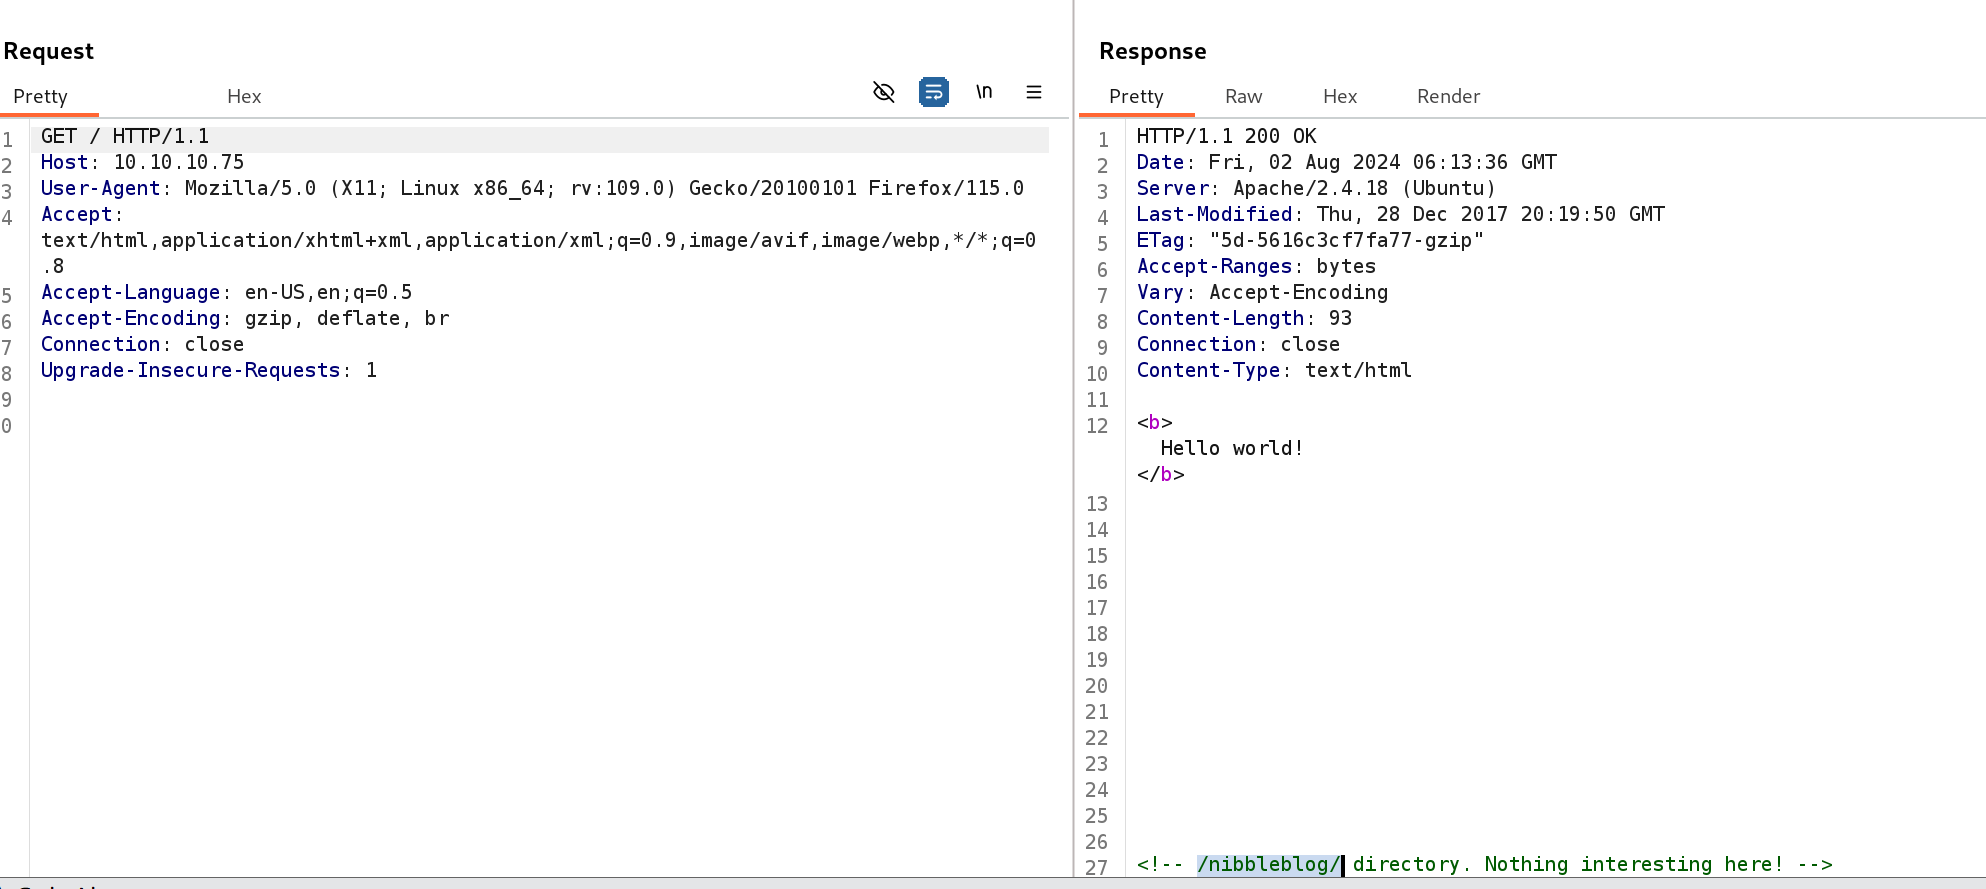 Request
Pretty Hex \n
1 GET / HTTP/1.1
2 Host: 10.10.10.75
3 User-Agent: Mozilla/5.0 (X11; Linux x86_64; rv:109.0) Gecko/20100101 Firefox/115.0
4 Accept:
text/html,application/xhtml+xml,application/xml;q=0.9,image/avif,image/webp,*/*;q=0
.8
5 Accept-Language: en-US,en;q=0.5
6 Accept-Encoding: gzip, deflate, br
7 Connection: close
8 Upgrade-Insecure-Requests: 1
9
0
Response
Pretty Raw Hex Render
1 HTTP/1.1 200 OK
2 Date: Fri, 02 Aug 2024 06:13:36 GMT
3 Server: Apache/2.4.18 (Ubuntu)
4 Last-Modified: Thu, 28 Dec 2017 20:19:50 GMT
5 ETag: "5d-5616c3cf7fa77-gzip"
6 Accept-Ranges: bytes
7 Vary: Accept-Encoding
8 Content-Length: 93
9 Connection: close
10 Content-Type: text/html
11
12 <b>
Hello world!
</b>
13
14
15
16
17
18
19
20
21
22
23
24
25
26
27 <!-- /nibbleblog/ directory. Nothing interesting here! -->